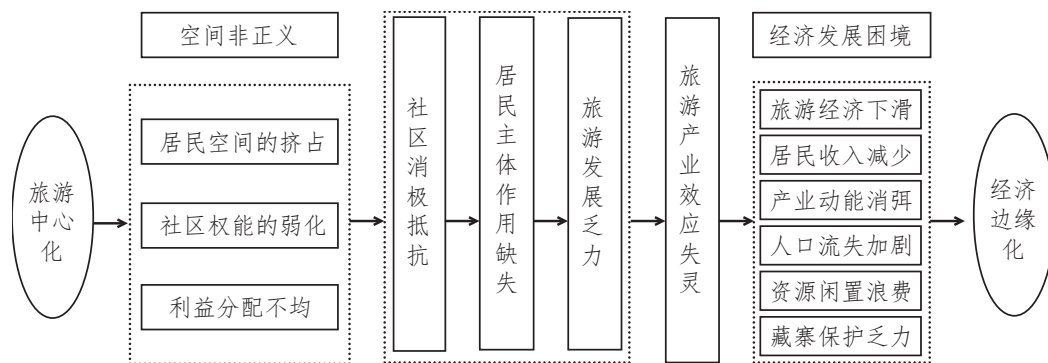 旅游
中心
化
空间非正义
居民空间的挤占
社区权能的弱化
利益分配不均
社区消极抵抗
居民主体作用缺失
旅游发展乏力
旅游产业效应失灵
经济发展困境
旅游经济下滑
居民收入减少
产业动能消弭
人口流失加剧
资源闲置浪费
藏寨保护乏力
经济
边缘
化